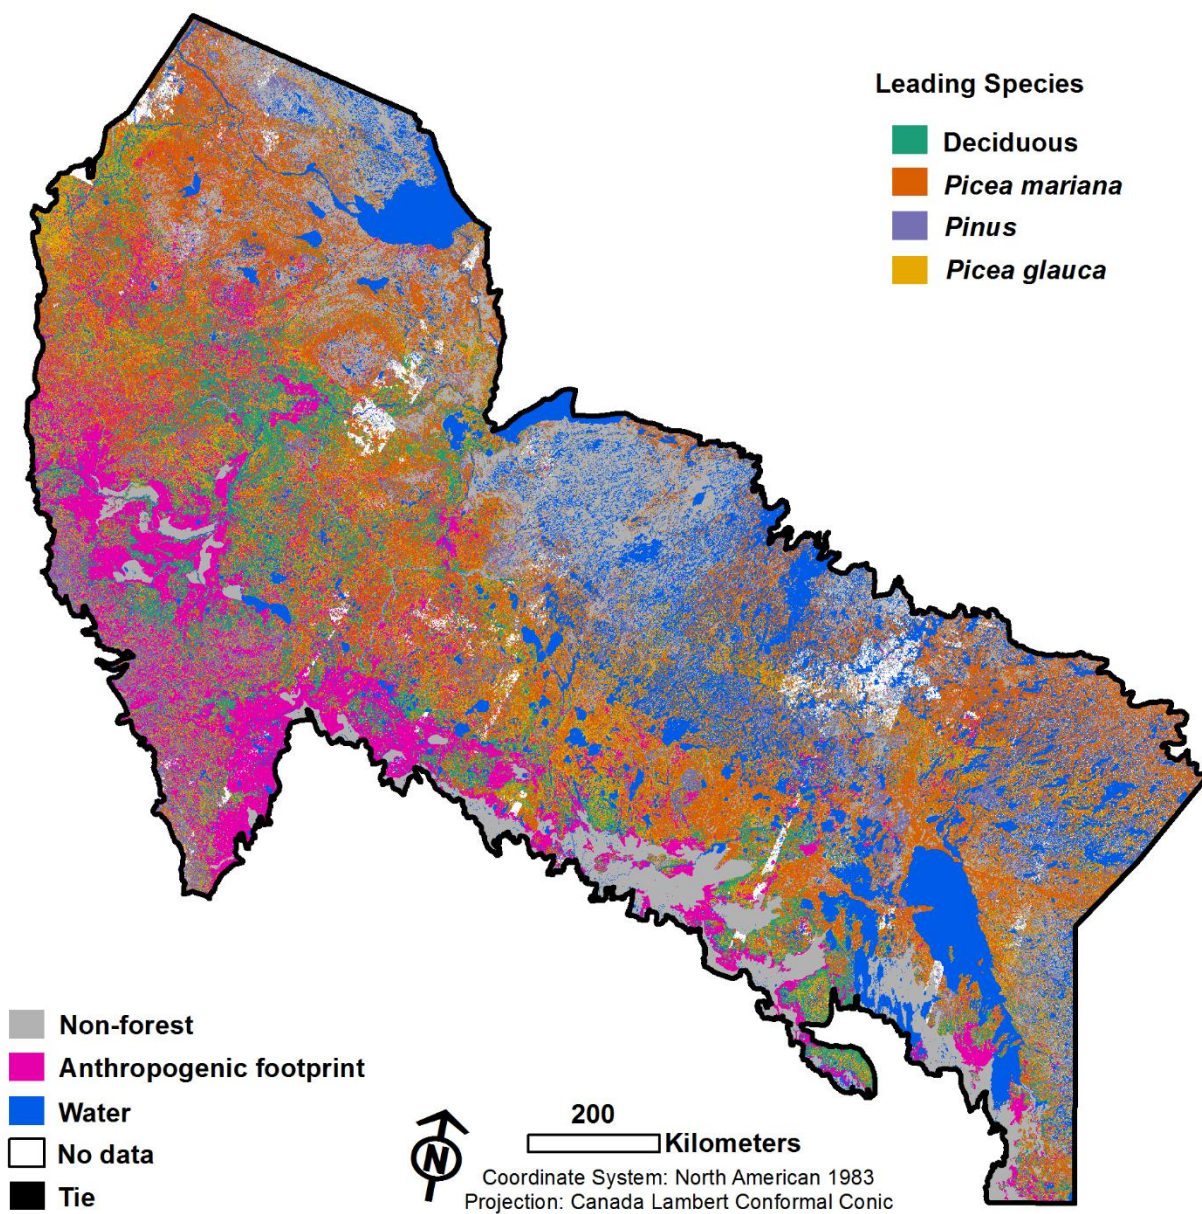 Leading Species
Deciduous
Picea mariana
Pinus
Picea glauca
Non-forest
Anthropogenic footprint
Water
No data
Tie
N
200
Kilometers
Coordinate System: North American 1983
Projection: Canada Lambert Conformal Conic